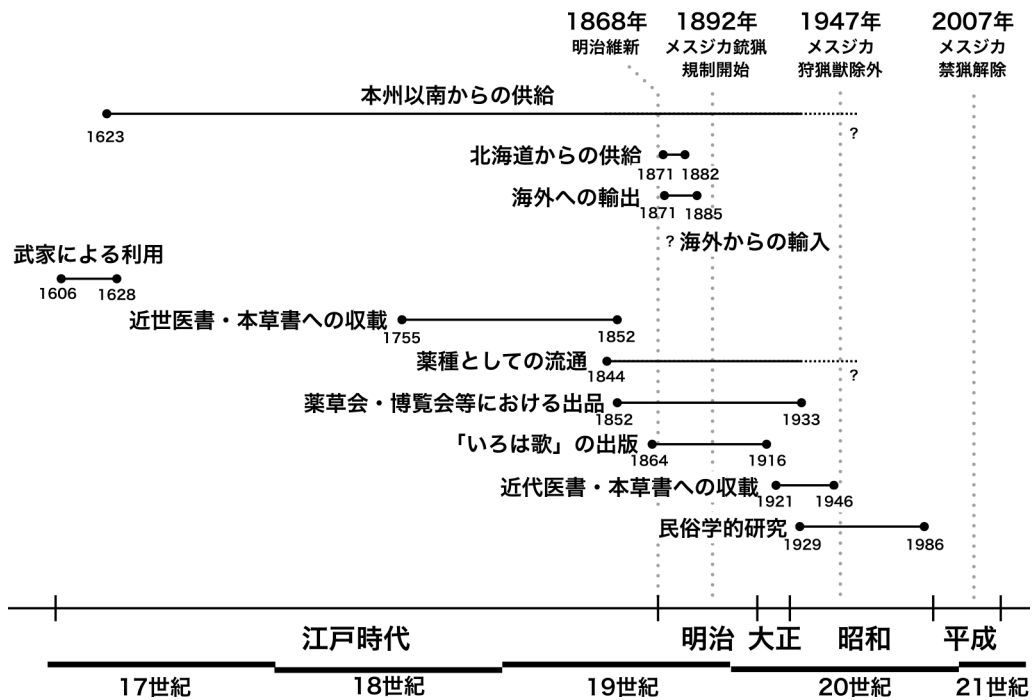 1868年
明治維新
1892年
メスジカ銃猟
規制開始
1947年
メスジカ
狩猟獣除外
2007年
メスジカ
禁猟解除
本州以南からの供給
1623
?
北海道からの供給
1871
1882
海外への輸出
1871
1885
? 海外からの輸入
武家による利用
1606
1628
近世医書・本草書への収載
1755
1852
薬種としての流通
1844
?
薬草会・博覧会等における出品
1852
1933
「いろは歌」の出版
1864
1916
近代医書・本草書への収載
1921
1946
民俗学的研究
1929
1986
江戸時代
明治
大正
昭和
平成
17世紀
18世紀
19世紀
20世紀
21世紀